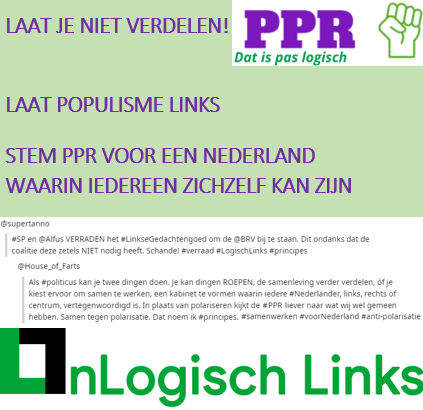 LAAT JE NIET VERDELEN!
PPR
Dat is pas logisch
LAAT POPULISME LINKS
STEM PPR VOOR EEN NEDERLAND
WAARIN IEDEREEN ZICHZELF KAN ZIJN
@supertanno
#SP en @Alfus VERRADEN het #LinkseGedachtengoed om de @BRV bij te staan. Dit ondanks dat de
coalitie deze zetels NIET nodig heeft. Schande! #verraad #LogischLinks #principes
@House_of_Farts
Als #politicus kan je twee dingen doen. Je kan dingen ROEPEN, de samenleving verder verdelen, óf je
kiest ervoor om samen te werken, een kabinet te vormen waarin iedere #Nederlander, links, rechts of
centrum, vertegenwoordigd is. In plaats van polariseren kijkt de #PPR liever naar wat wij wel gemeen
hebben. Samen tegen polarisatie. Dat noem ik #principes. #samenwerken #voorNederland #anti-polarisatie
OnLogisch Links